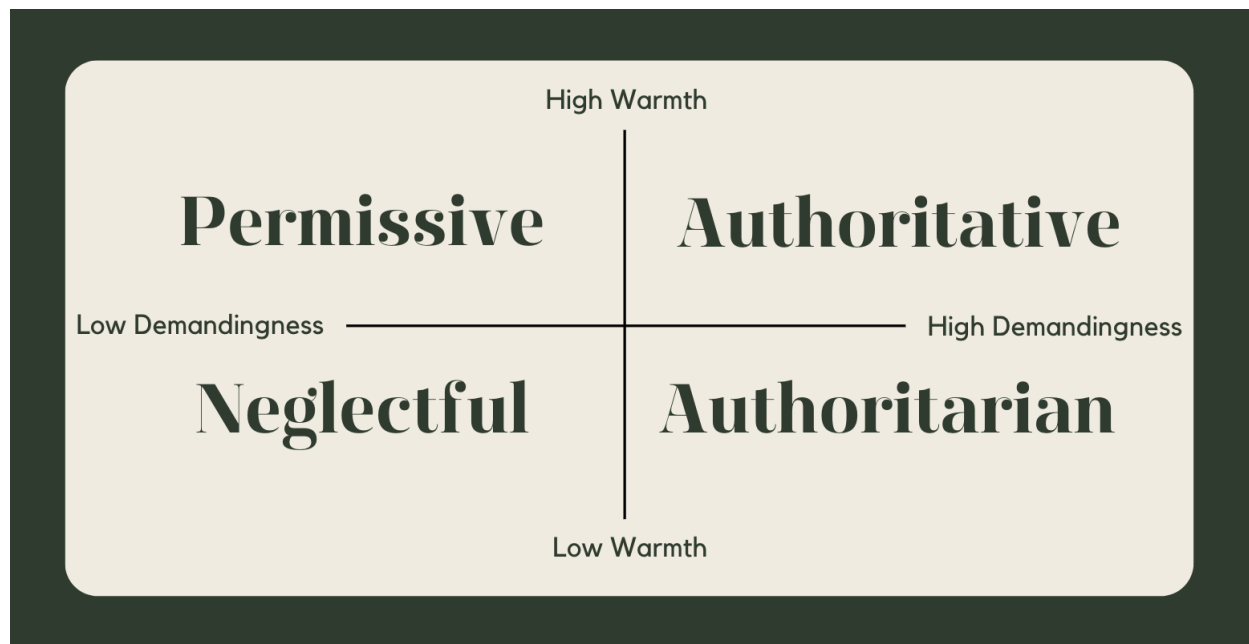 High Warmth
Permissive
Authoritative
Low Demandingness
High Demandingness
Neglectful
Authoritarian
Low Warmth